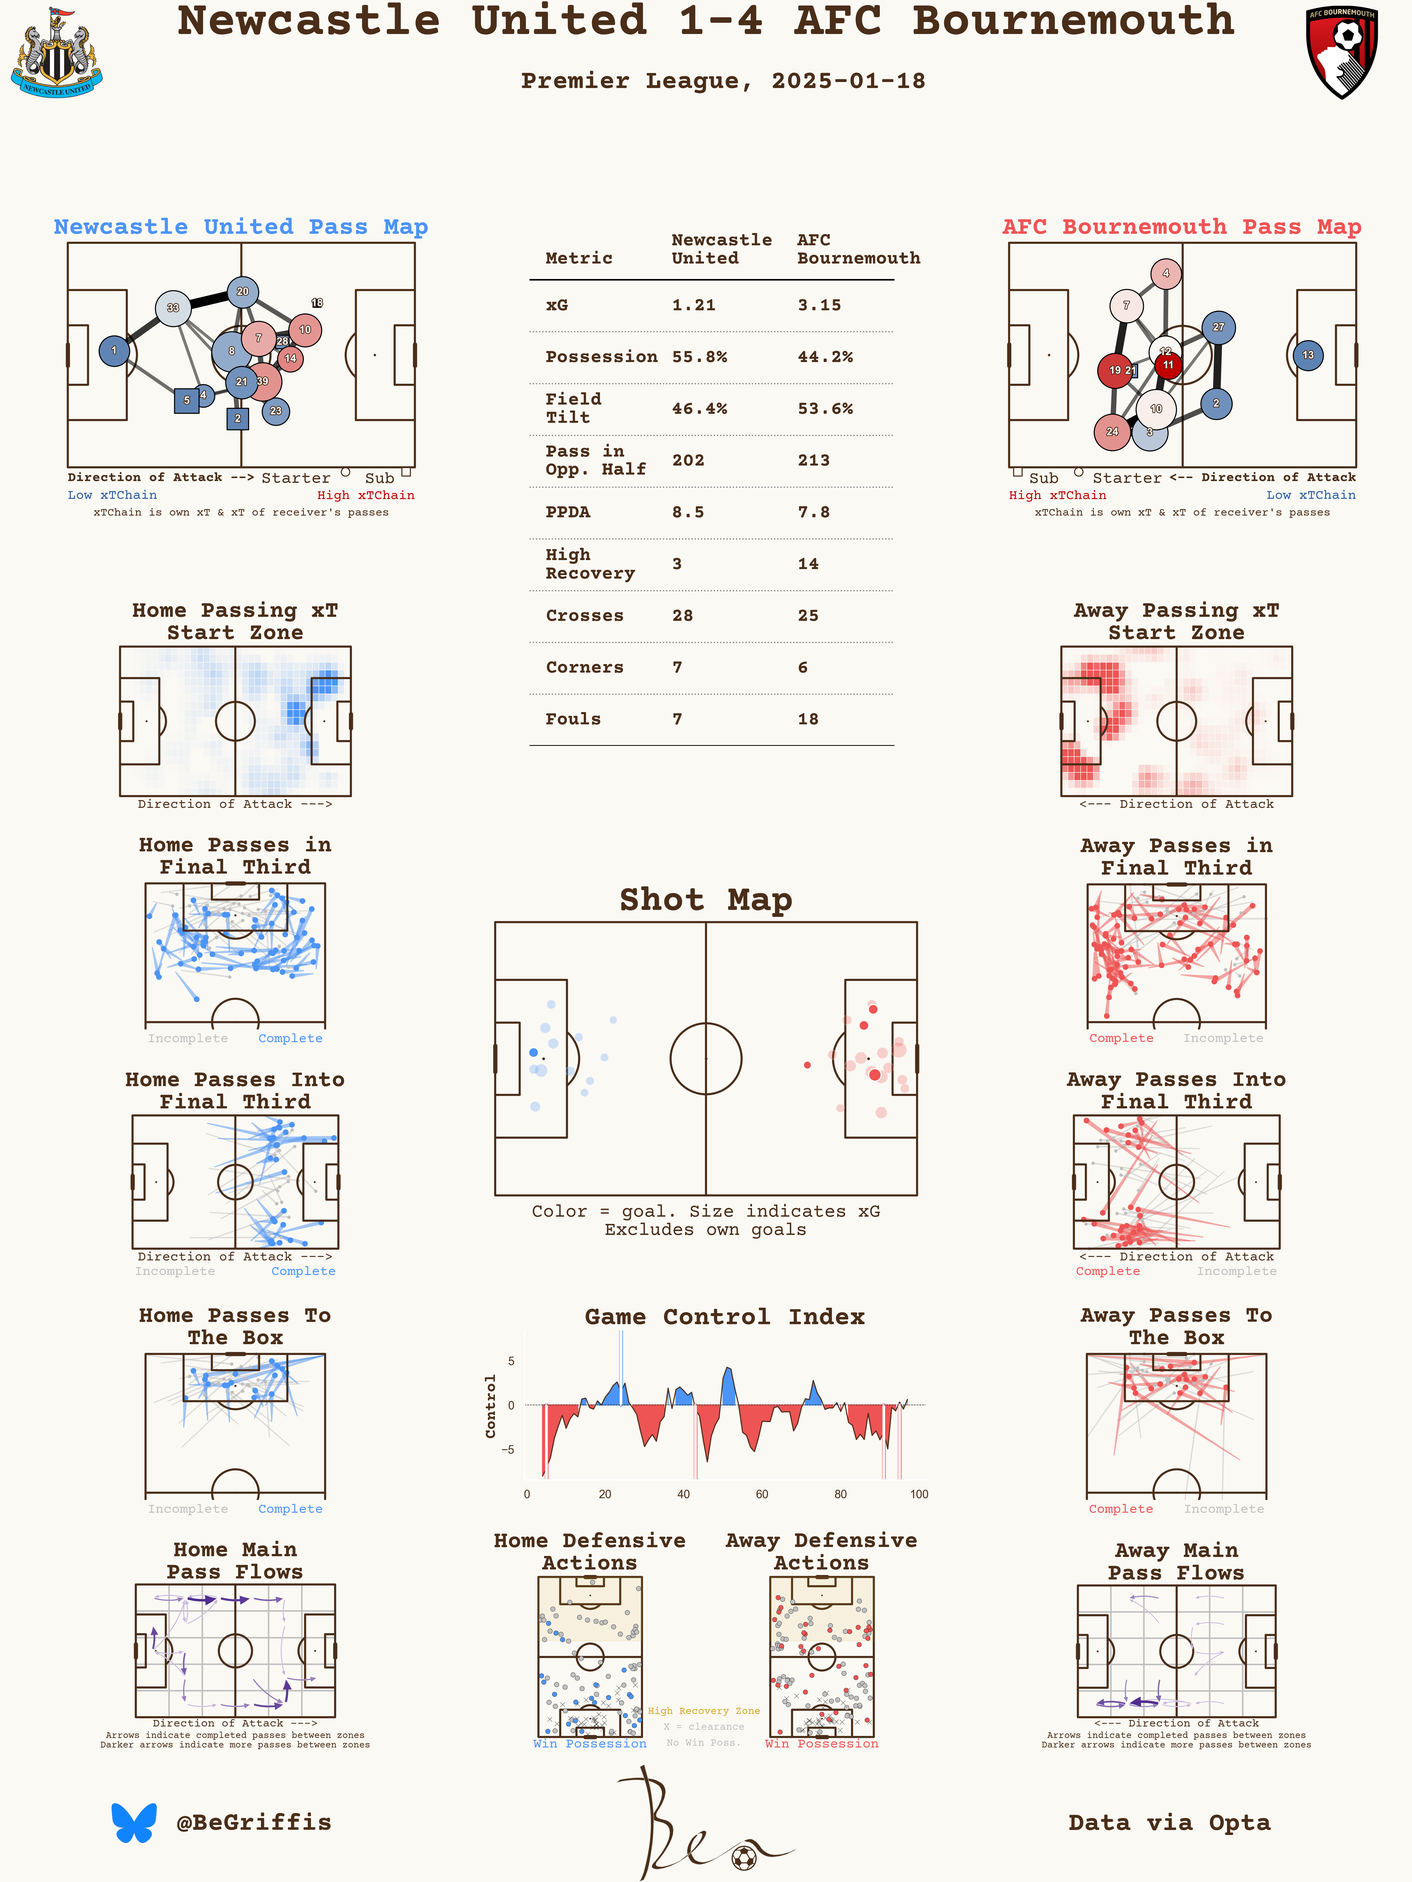 Newcastle United 1-4 AFC Bournemouth
Premier League, 2025-01-18
NEWCASTLE UNITED
AFC BOURNEMOUTH
Newcastle United Pass Map
33
20
18
1
7
10
8
28
14
21
39
5
4
2
23
Direction of Attack --> Starter Sub
Low xTChain High xTChain
xTChain is own xT & xT of receiver's passes
Metric Newcastle United AFC Bournemouth
xG 1.21 3.15
Possession 55.8% 44.2%
Field Tilt 46.4% 53.6%
Pass in Opp. Half 202 213
PPDA 8.5 7.8
High Recovery 3 14
Crosses 28 25
Corners 7 6
Fouls 7 18
AFC Bournemouth Pass Map
4
7
27
12
13
19
21
11
10
2
24
3
Sub Starter <-- Direction of Attack
High xTChain Low xTChain
xTChain is own xT & xT of receiver's passes
Home Passing xT
Start Zone
Direction of Attack --->
Away Passing xT
Start Zone
<--- Direction of Attack
Home Passes in
Final Third
Incomplete Complete
Away Passes in
Final Third
Complete Incomplete
Shot Map
Color = goal. Size indicates xG
Excludes own goals
Home Passes Into
Final Third
Direction of Attack --->
Incomplete Complete
Away Passes Into
Final Third
<--- Direction of Attack
Complete Incomplete
Home Passes To
The Box
Incomplete Complete
Game Control Index
Control
5
0
−5
0 20 40 60 80 100
Away Passes To
The Box
Complete Incomplete
Home Main
Pass Flows
Direction of Attack --->
Arrows indicate completed passes between zones
Darker arrows indicate more passes between zones
Home Defensive
Actions
Win Possession
High Recovery Zone
X = clearance
No Win Poss.
Away Defensive
Actions
Win Possession
Away Main
Pass Flows
<--- Direction of Attack
Arrows indicate completed passes between zones
Darker arrows indicate more passes between zones
@BeGriffis
Ben
Data via Opta